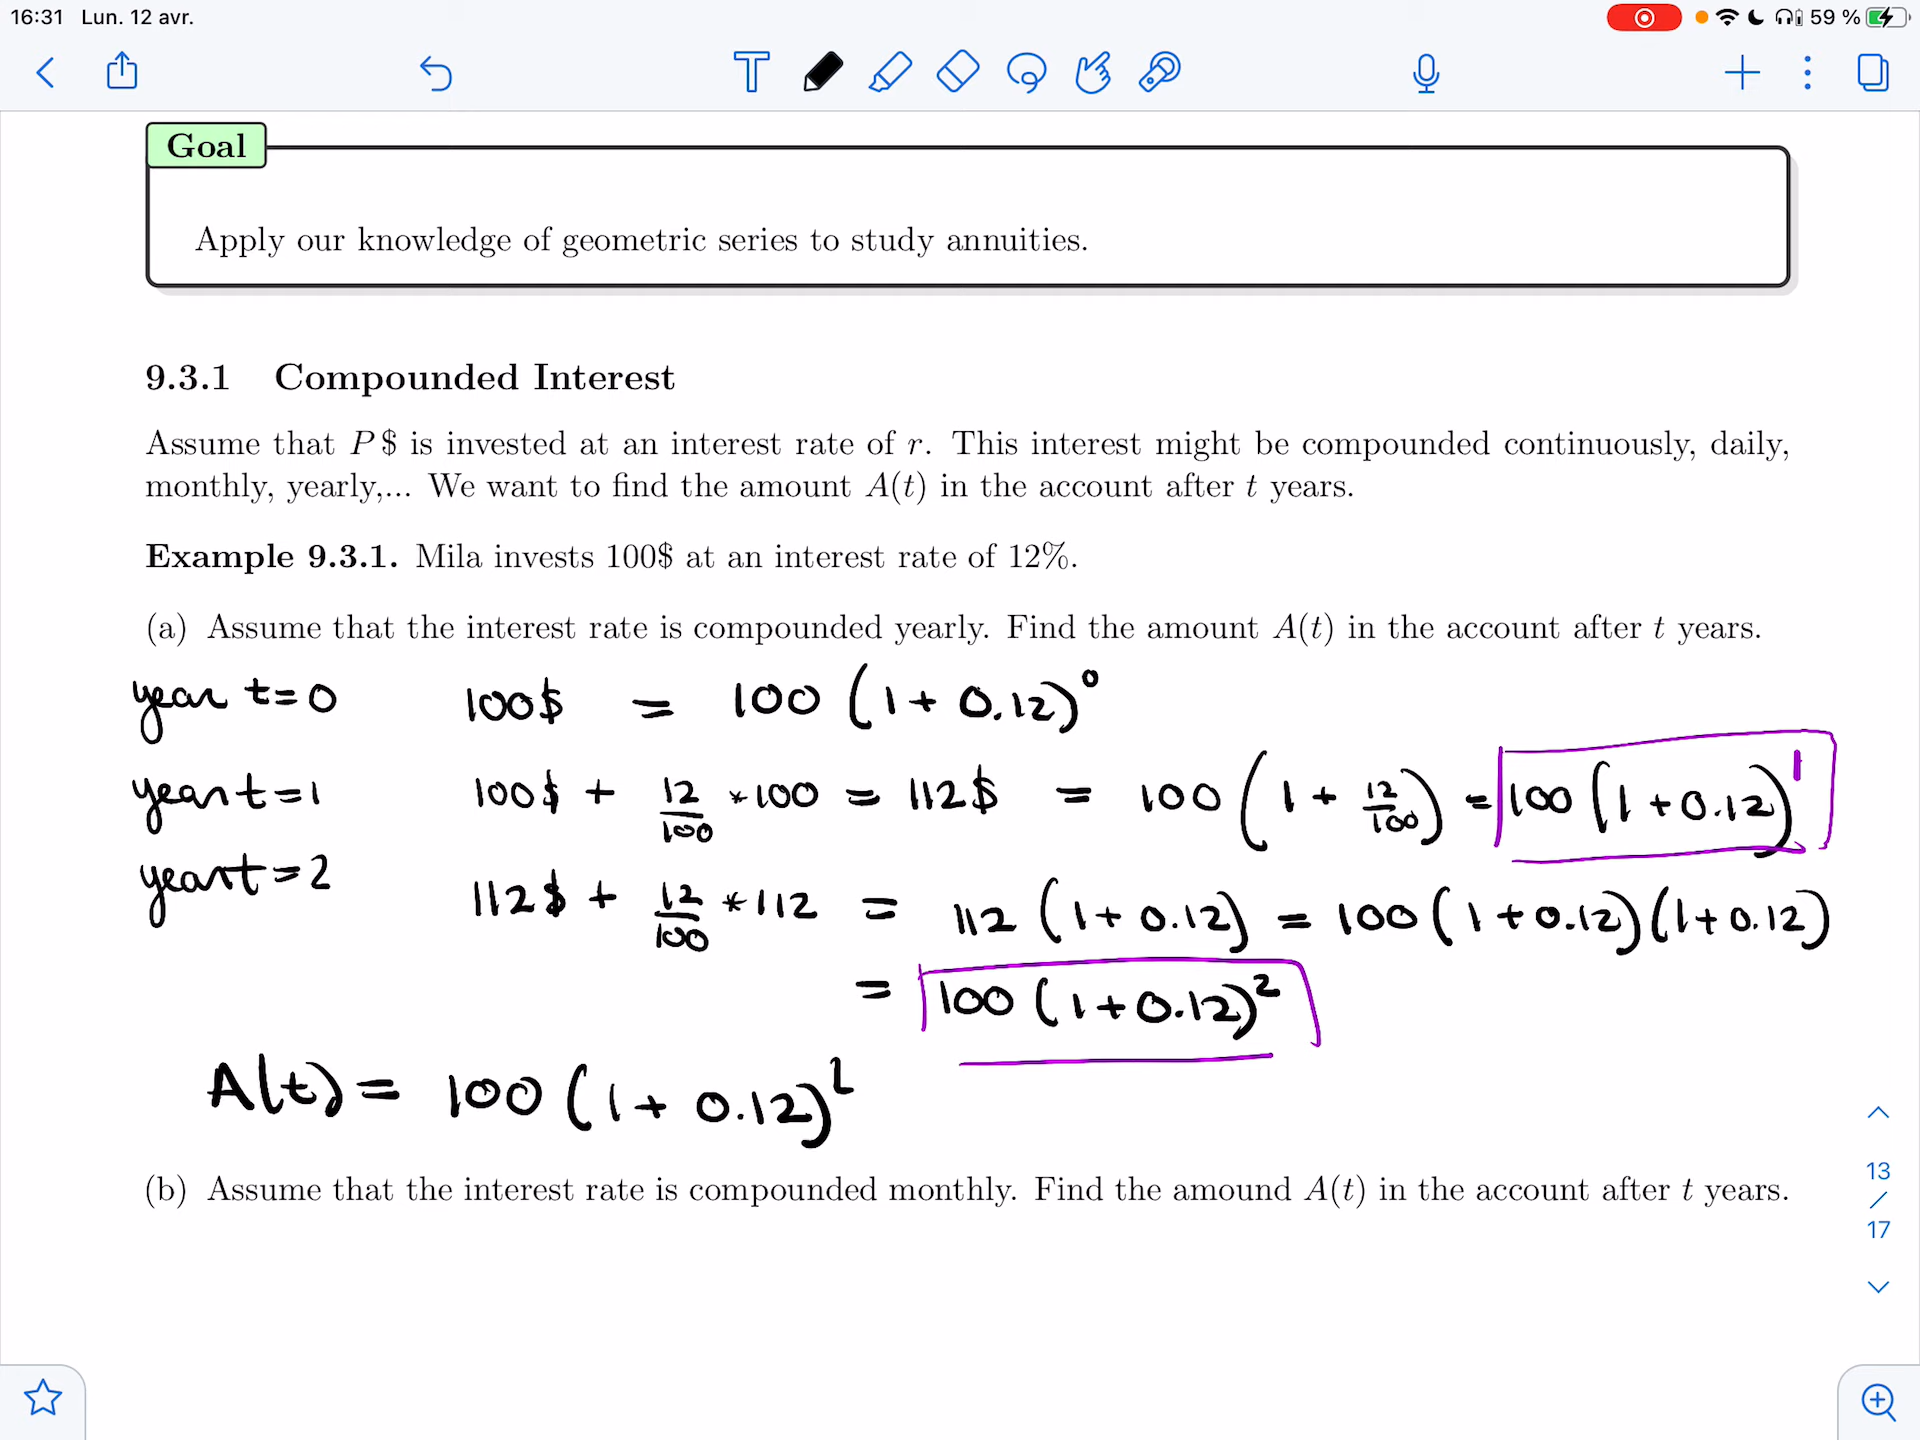 16:31 Lun. 12 avr. 59 %
T
Goal
Apply our knowledge of geometric series to study annuities.
9.3.1 Compounded Interest
Assume that P$ is invested at an interest rate of r. This interest might be compounded continuously, daily,
monthly, yearly,... We want to find the amount A(t) in the account after t years.
Example 9.3.1. Mila invests 100$ at an interest rate of 12%.
(a) Assume that the interest rate is compounded yearly. Find the amount A(t) in the account after t years.
year t=0 100$ = 100 (1+ 0.12)^0
year t=1 100$ + 12/100 *100 = 112$ = 100 (1 + 12/100) = 100 (1+0.12)^1
year t=2 112$ + 12/100 *112 = 112 (1+ 0.12) = 100 (1+0.12)(1+0.12)
= 100 (1+0.12)^2
A(t) = 100 (1+ 0.12)^t
(b) Assume that the interest rate is compounded monthly. Find the amound A(t) in the account after t years.
13
/
17